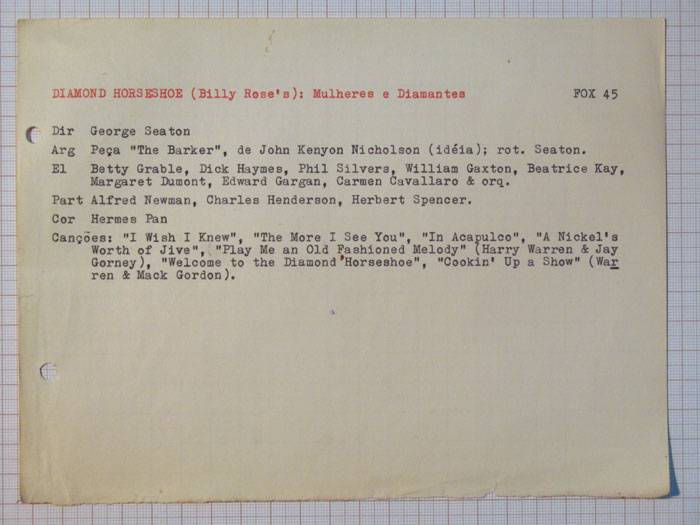 DIAMOND HORSESHOE (Billy Rose's): Mulheres e Diamantes FOX 45
Dir George Seaton
Arg Peça "The Barker", de John Kenyon Nicholson (idéia); rot. Seaton.
El Betty Grable, Dick Haymes, Phil Silvers, William Gaxton, Beatrice Kay,
Margaret Dumont, Edward Gargan, Carmen Cavallaro & orq.
Part Alfred Newman, Charles Henderson, Herbert Spencer.
Cor Hermes Pan
Canções: "I Wish I Knew", "The More I See You", "In Acapulco", "A Nickel's
Worth of Jive", "Play Me an Old Fashioned Melody" (Harry Warren & Jay
Gorney), "Welcome to the Diamond Horseshoe", "Cookin' Up a Show" (War
ren & Mack Gordon).